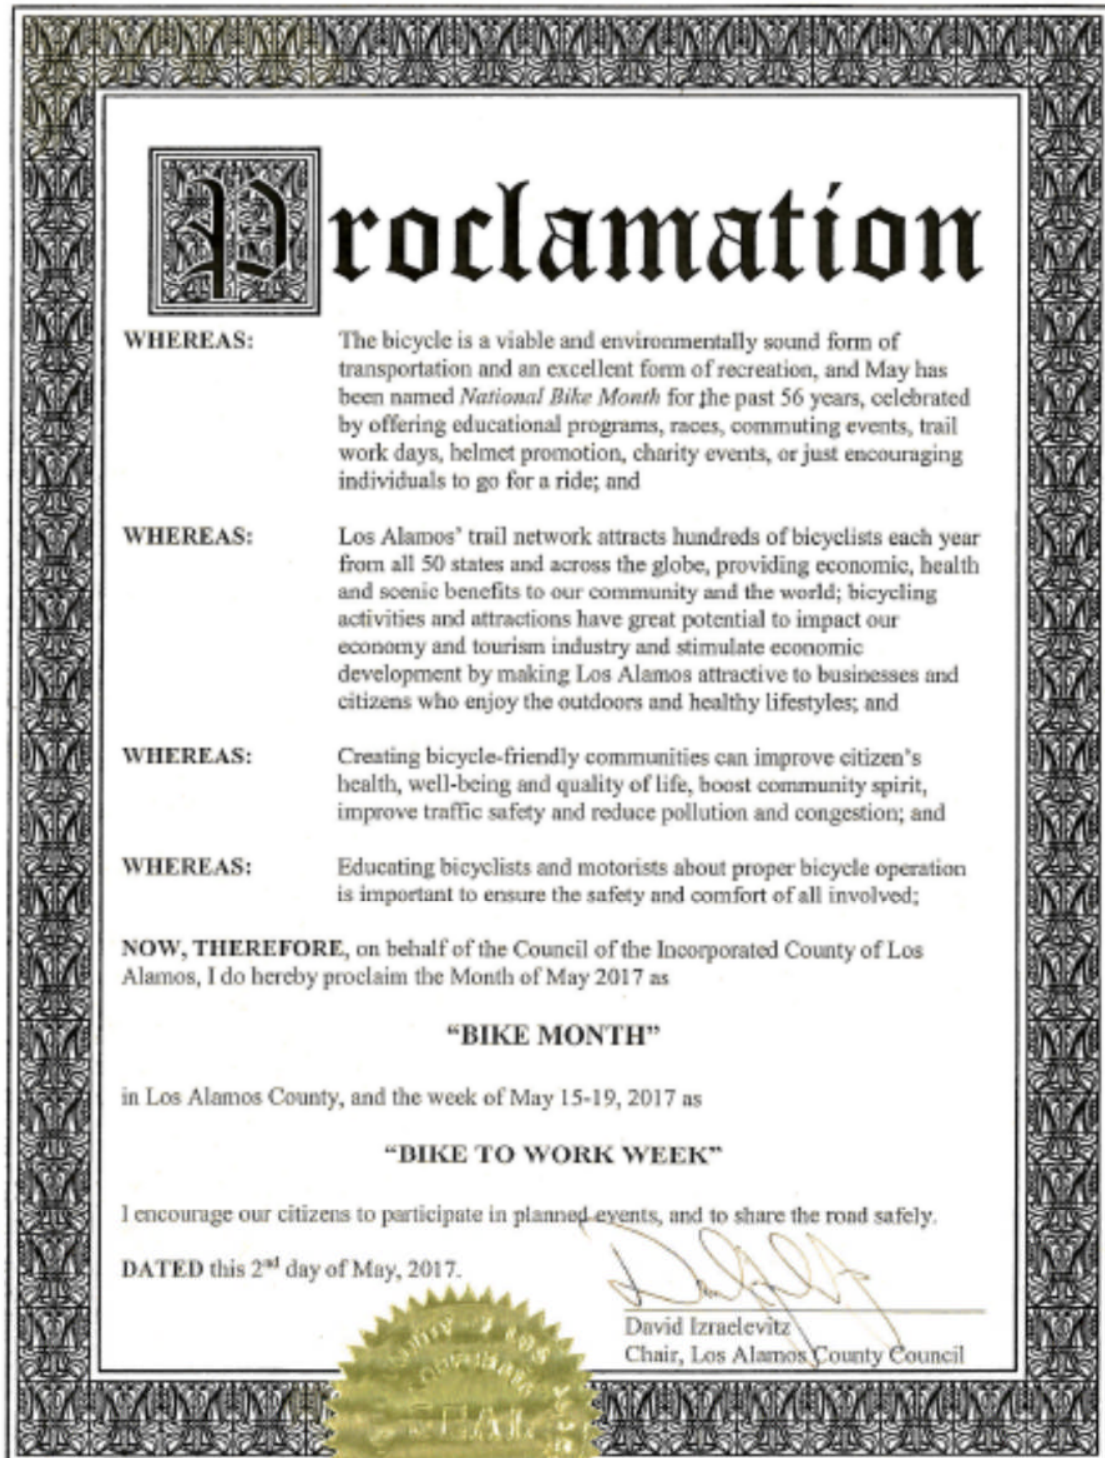 Proclamation
WHEREAS: The bicycle is a viable and environmentally sound form of
transportation and an excellent form of recreation, and May has
been named National Bike Month for the past 56 years, celebrated
by offering educational programs, races, commuting events, trail
work days, helmet promotion, charity events, or just encouraging
individuals to go for a ride; and
WHEREAS: Los Alamos' trail network attracts hundreds of bicyclists each year
from all 50 states and across the globe, providing economic, health
and scenic benefits to our community and the world; bicycling
activities and attractions have great potential to impact our
economy and tourism industry and stimulate economic
development by making Los Alamos attractive to businesses and
citizens who enjoy the outdoors and healthy lifestyles; and
WHEREAS: Creating bicycle-friendly communities can improve citizen's
health, well-being and quality of life, boost community spirit,
improve traffic safety and reduce pollution and congestion; and
WHEREAS: Educating bicyclists and motorists about proper bicycle operation
is important to ensure the safety and comfort of all involved;
NOW, THEREFORE, on behalf of the Council of the Incorporated County of Los
Alamos, I do hereby proclaim the Month of May 2017 as
“BIKE MONTH”
in Los Alamos County, and the week of May 15-19, 2017 as
“BIKE TO WORK WEEK”
I encourage our citizens to participate in planned events, and to share the road safely.
DATED this 2nd day of May, 2017.
David Izraelevitz
Chair, Los Alamos County Council
SEAL